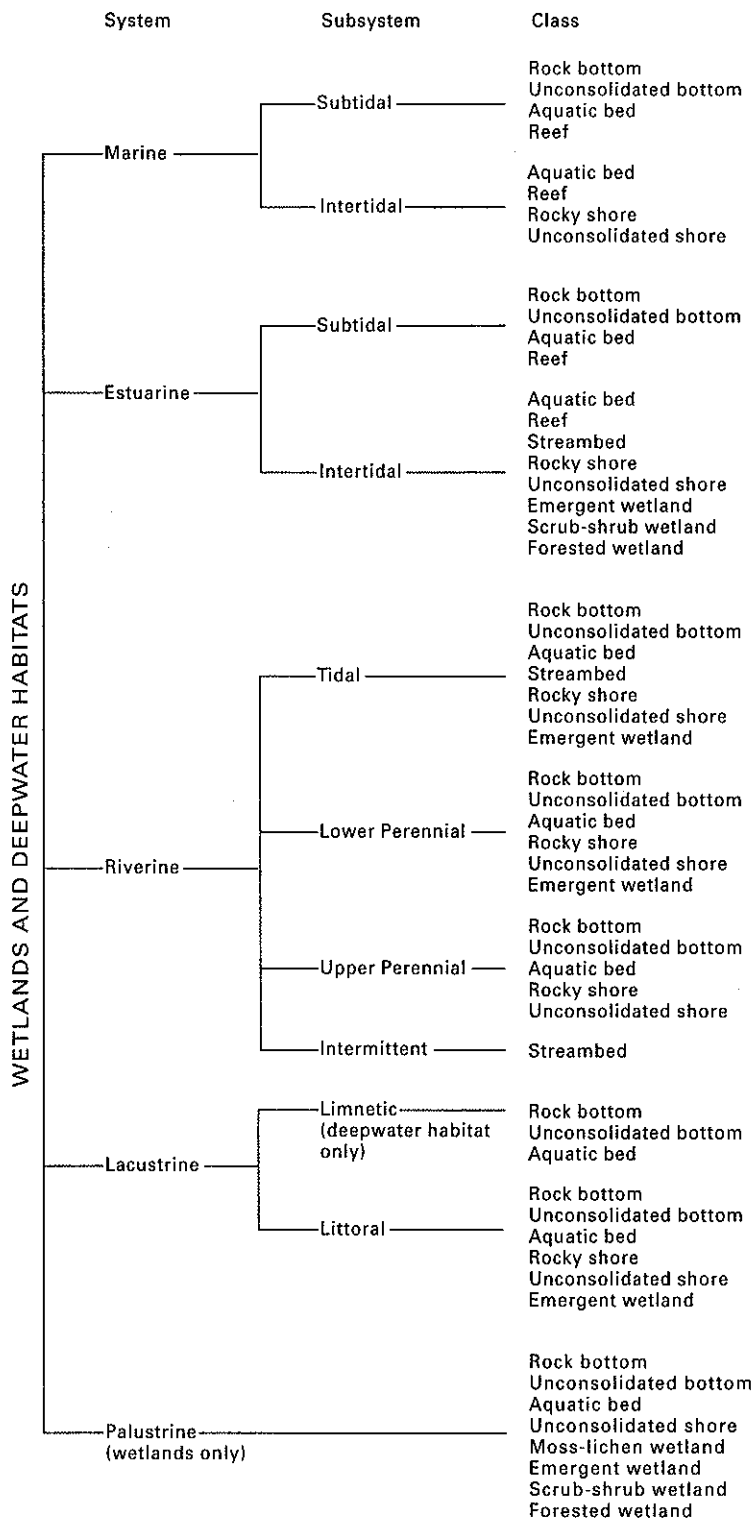 System Subsystem Class
Rock bottom
Unconsolidated bottom
Subtidal Aquatic bed
Reef
Marine
Aquatic bed
Reef
Intertidal Rocky shore
Unconsolidated shore
Rock bottom
Unconsolidated bottom
Subtidal Aquatic bed
Reef
Estuarine
Aquatic bed
Reef
Streambed
Intertidal Rocky shore
Unconsolidated shore
Emergent wetland
Scrub-shrub wetland
Forested wetland
WETLANDS AND DEEPWATER HABITATS
Rock bottom
Unconsolidated bottom
Aquatic bed
Tidal Streambed
Rocky shore
Unconsolidated shore
Emergent wetland
Rock bottom
Unconsolidated bottom
Aquatic bed
Lower Perennial Rocky shore
Unconsolidated shore
Emergent wetland
Riverine
Rock bottom
Unconsolidated bottom
Upper Perennial Aquatic bed
Rocky shore
Unconsolidated shore
Intermittent Streambed
Limnetic Rock bottom
(deepwater habitat Unconsolidated bottom
only) Aquatic bed
Lacustrine
Rock bottom
Unconsolidated bottom
Littoral Aquatic bed
Rocky shore
Unconsolidated shore
Emergent wetland
Rock bottom
Unconsolidated bottom
Aquatic bed
Palustrine Unconsolidated shore
(wetlands only) Moss-lichen wetland
Emergent wetland
Scrub-shrub wetland
Forested wetland